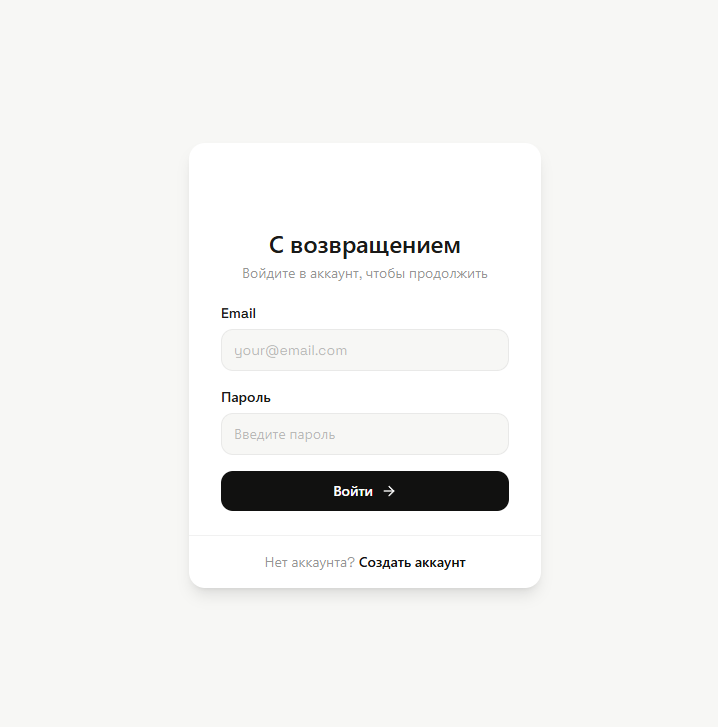 С возвращением
Войдите в аккаунт, чтобы продолжить
Email
your@email.com
Пароль
Введите пароль
Войти →
Нет аккаунта? Создать аккаунт